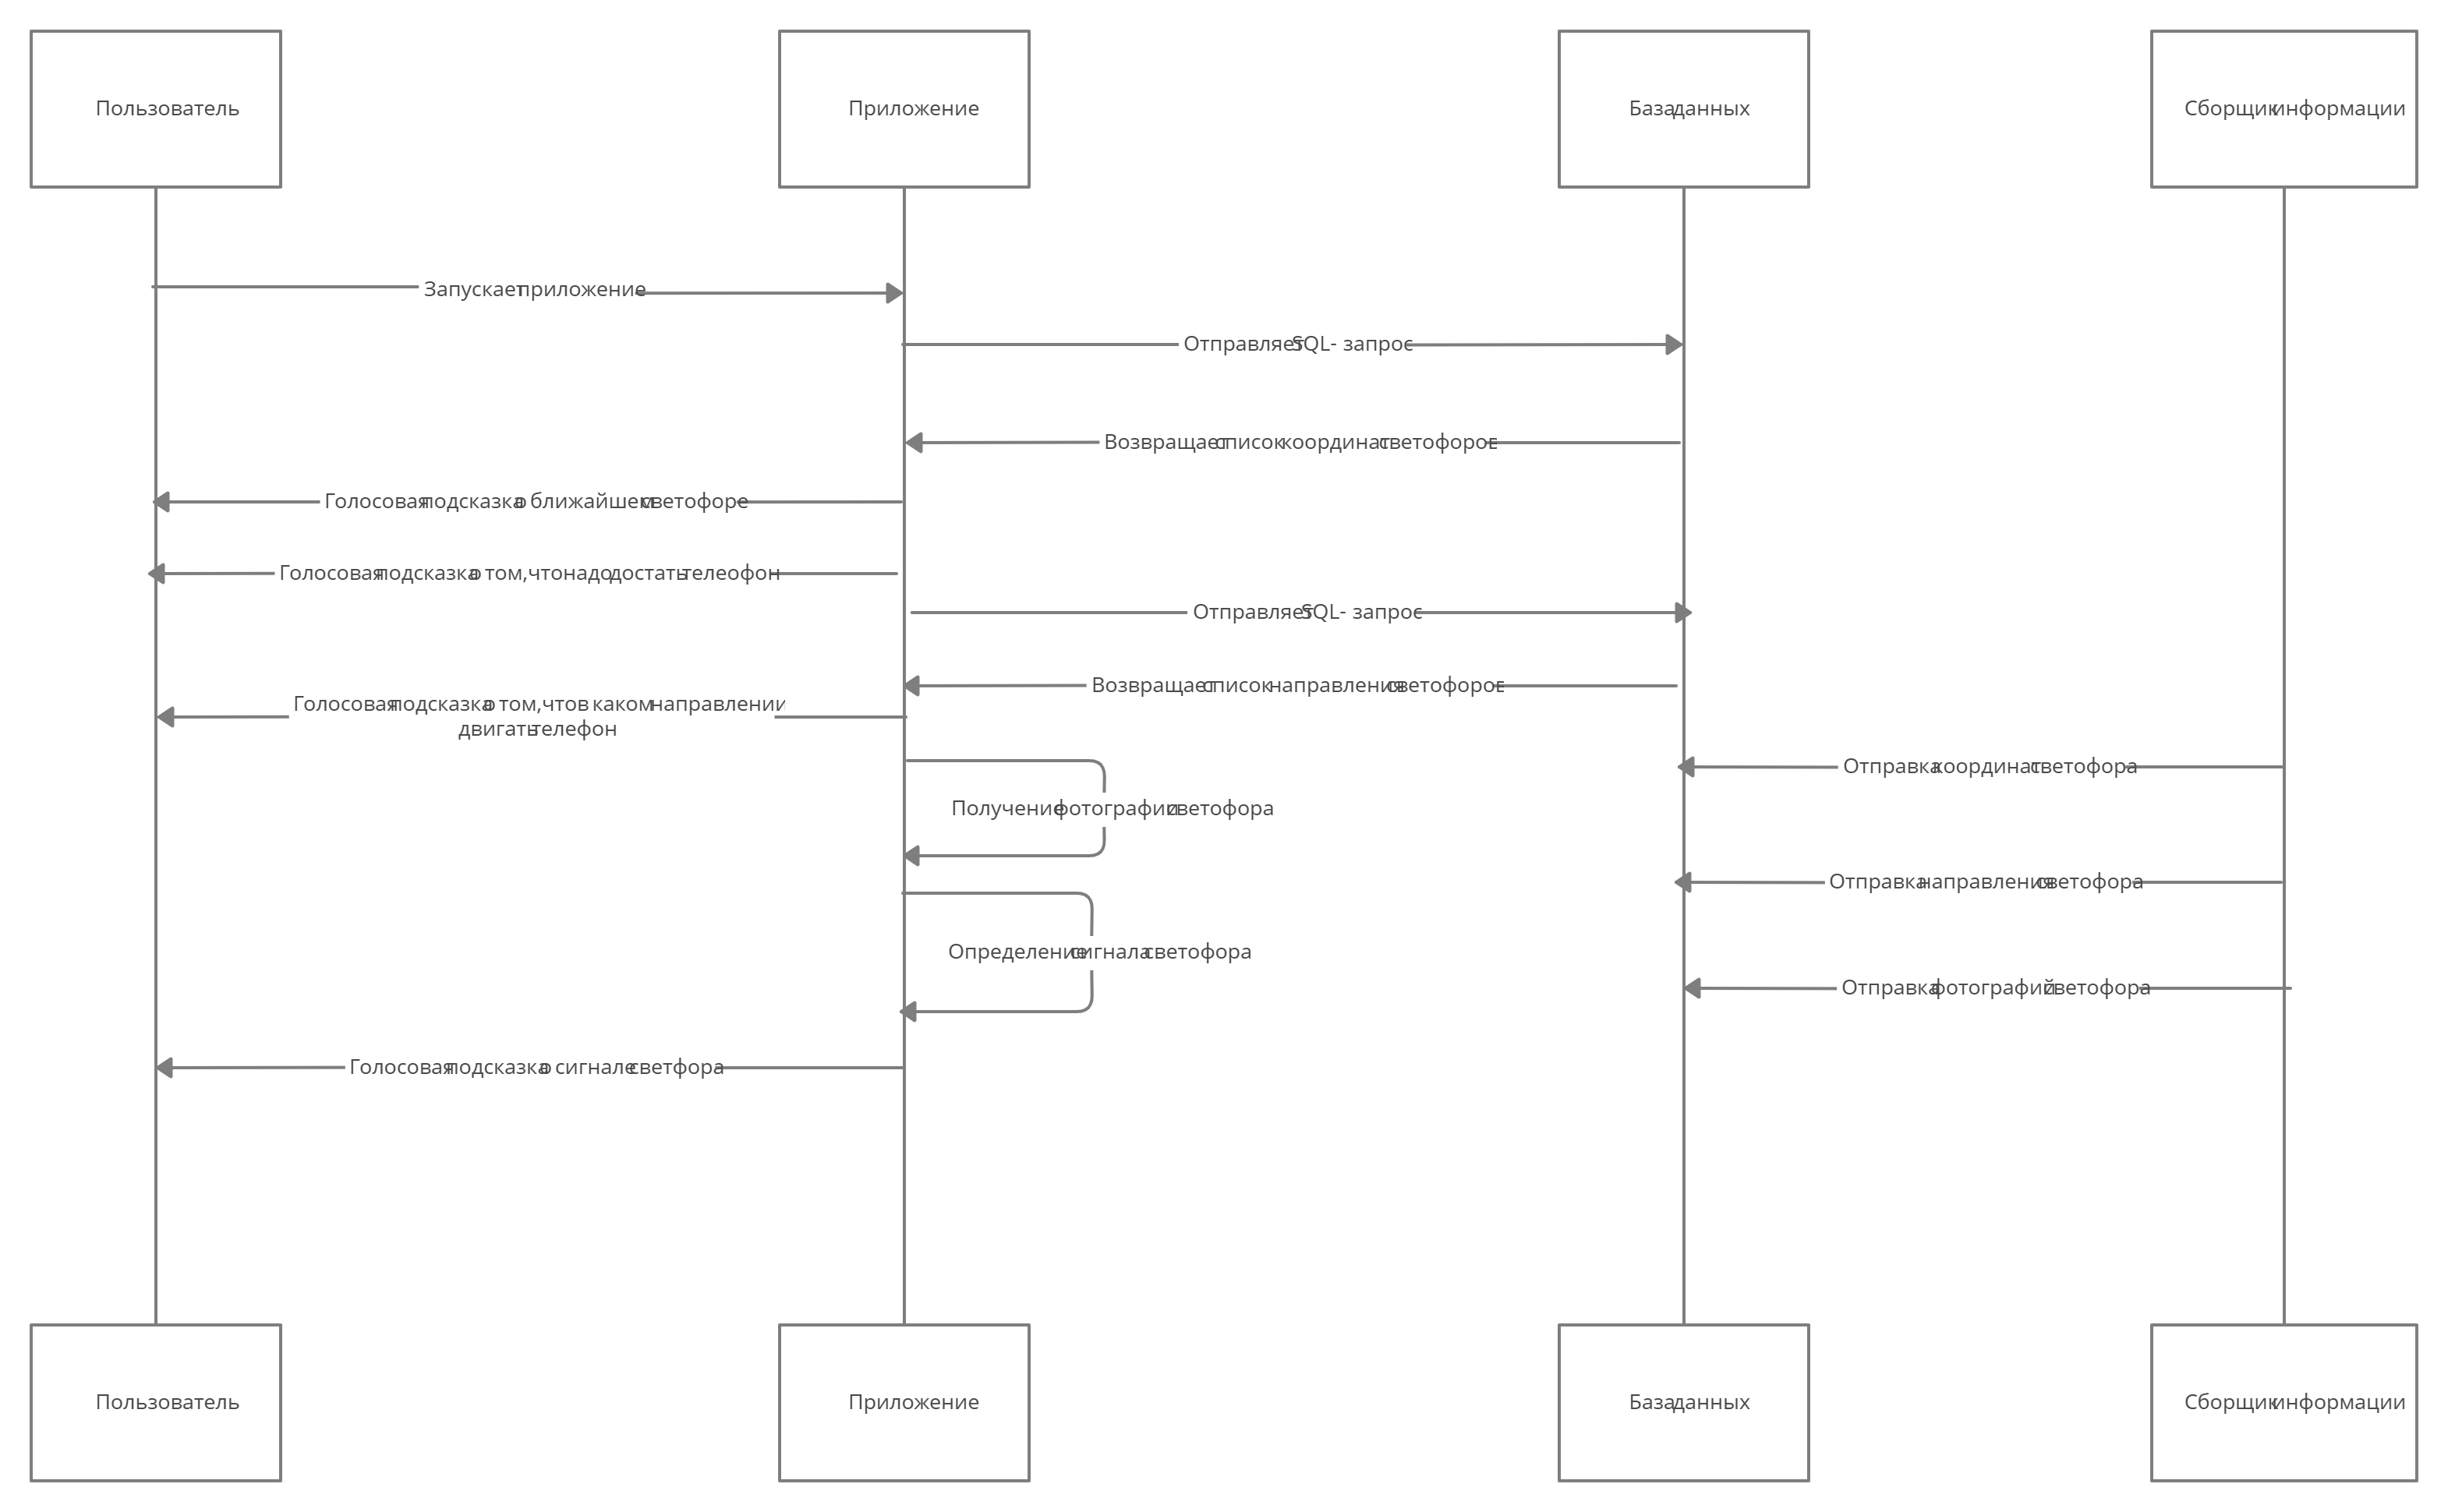 Пользователь
Приложение
База данных
Сборщик информации
Запускает приложение
Отправляет SQL- запрос
Возвращает список координат светофоров
Голосовая подсказка о ближайшем светофоре
Голосовая подсказка о том, что надо достать телеофон
Отправляет SQL- запрос
Возвращает список направления светофоров
Голосовая подсказка о том, что в каком направлении
двигать телефон
Отправка координат светофора
Получение фотографии светофора
Отправка направления светофора
Определение сигнала светофора
Отправка фотографий светофора
Голосовая подсказка о сигнале светфора
Пользователь
Приложение
База данных
Сборщик информации